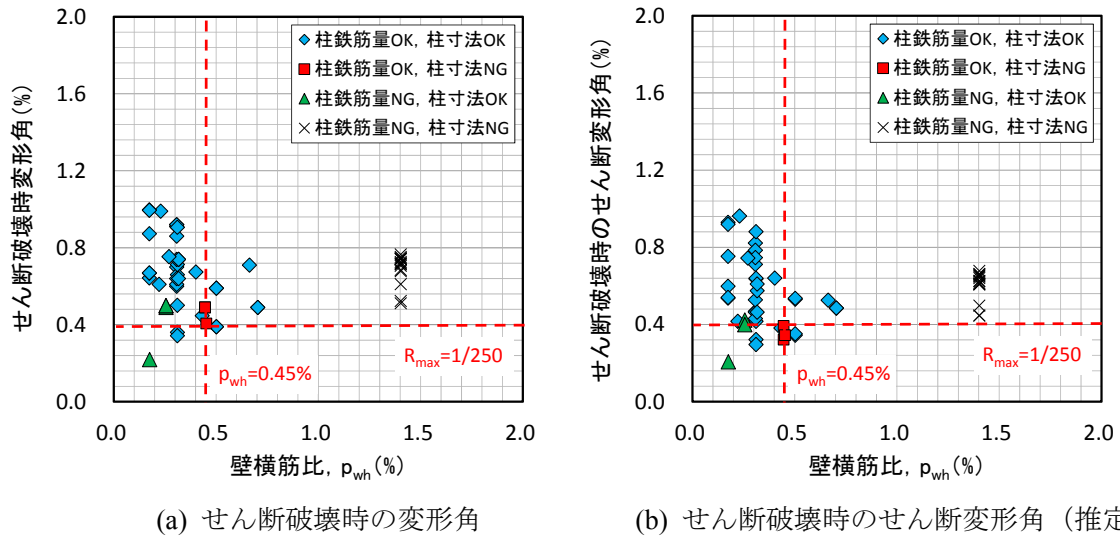 せん断破壊時変形角(%)
2.0
1.6
1.2
0.8
0.4
0.0
柱鉄筋量OK, 柱寸法OK
柱鉄筋量OK, 柱寸法NG
柱鉄筋量NG, 柱寸法OK
柱鉄筋量NG, 柱寸法NG
R_max=1/250
p_wh=0.45%
0.0 0.5 1.0 1.5 2.0
壁横筋比, p_wh(%)
(a) せん断破壊時の変形角
せん断破壊時のせん断変形角(%)
2.0
1.6
1.2
0.8
0.4
0.0
柱鉄筋量OK, 柱寸法OK
柱鉄筋量OK, 柱寸法NG
柱鉄筋量NG, 柱寸法OK
柱鉄筋量NG, 柱寸法NG
R_max=1/250
p_wh=0.45%
0.0 0.5 1.0 1.5 2.0
壁横筋比, p_wh(%)
(b) せん断破壊時のせん断変形角（推定